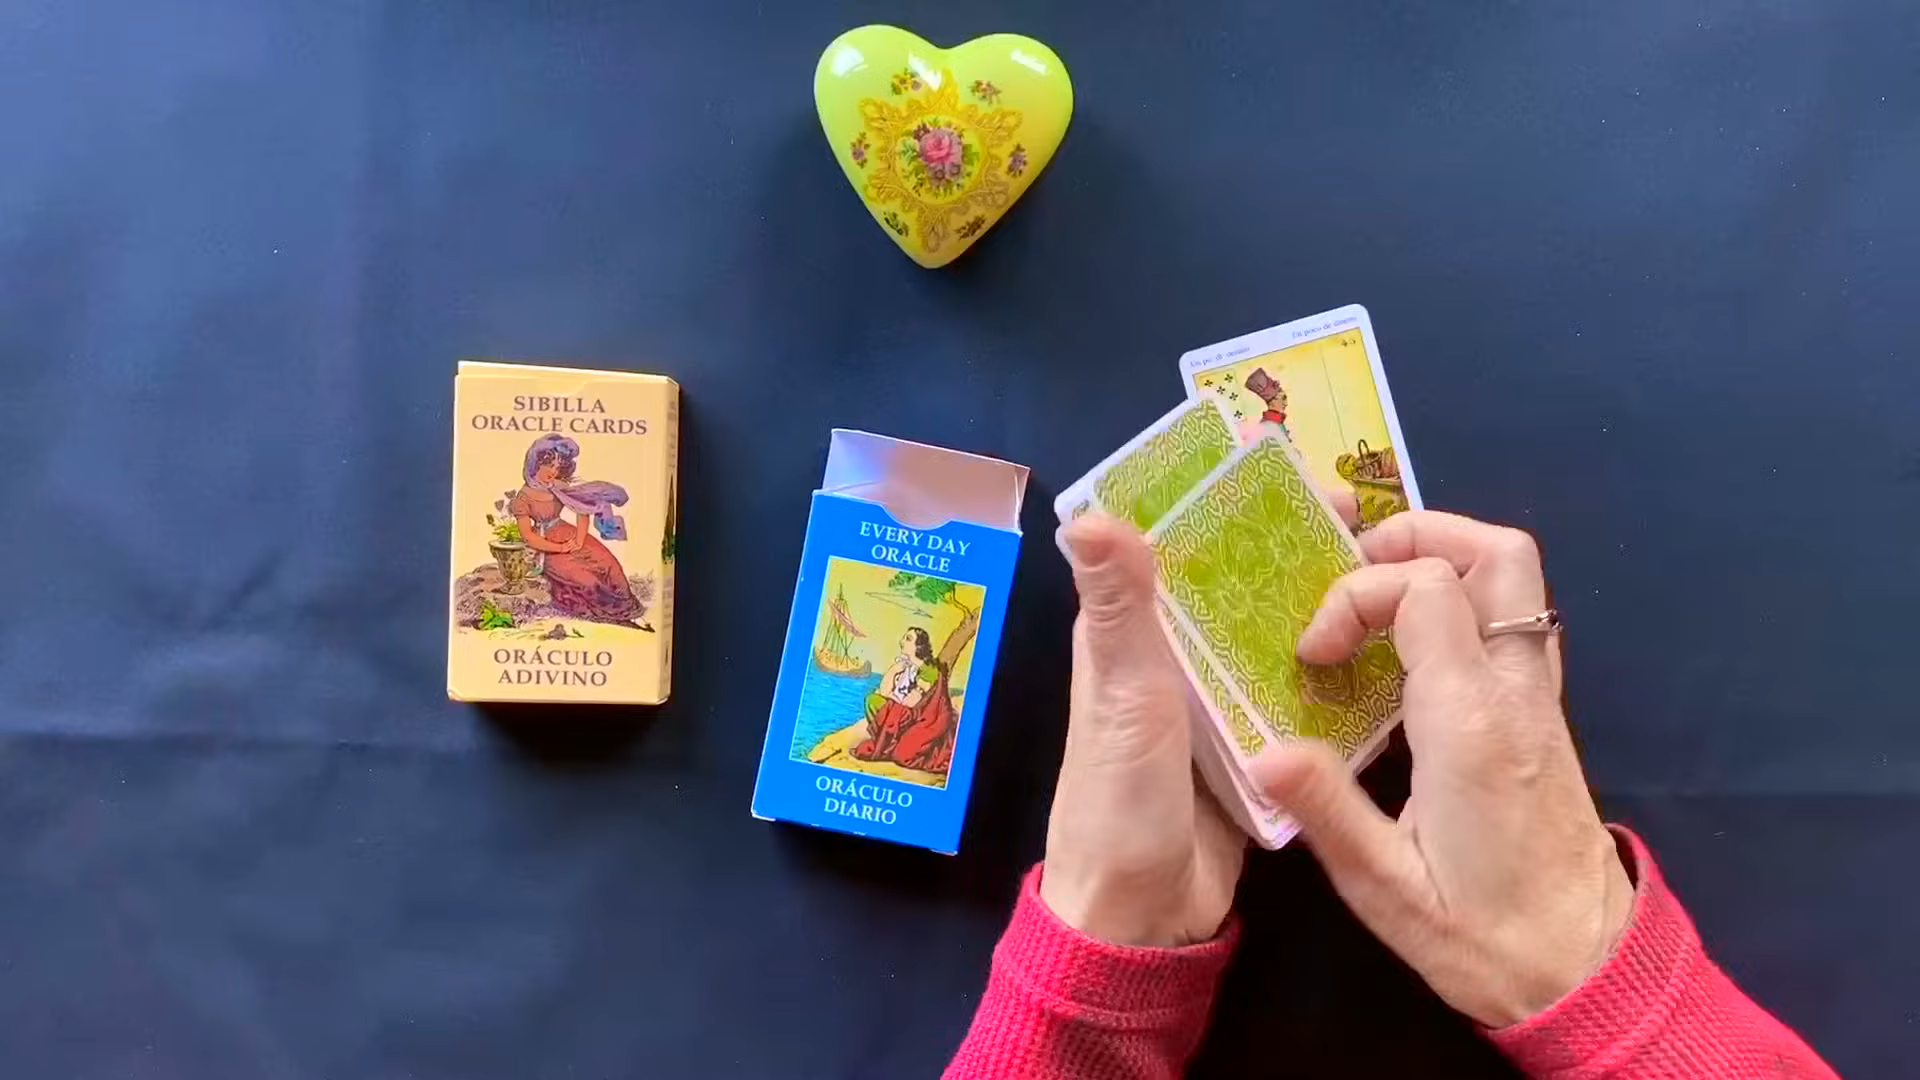 SIBILLA
ORACLE CARDS
ORÁCULO
ADIVINO
EVERY DAY
ORACLE
ORÁCULO
DIARIO
Un poco de dinero